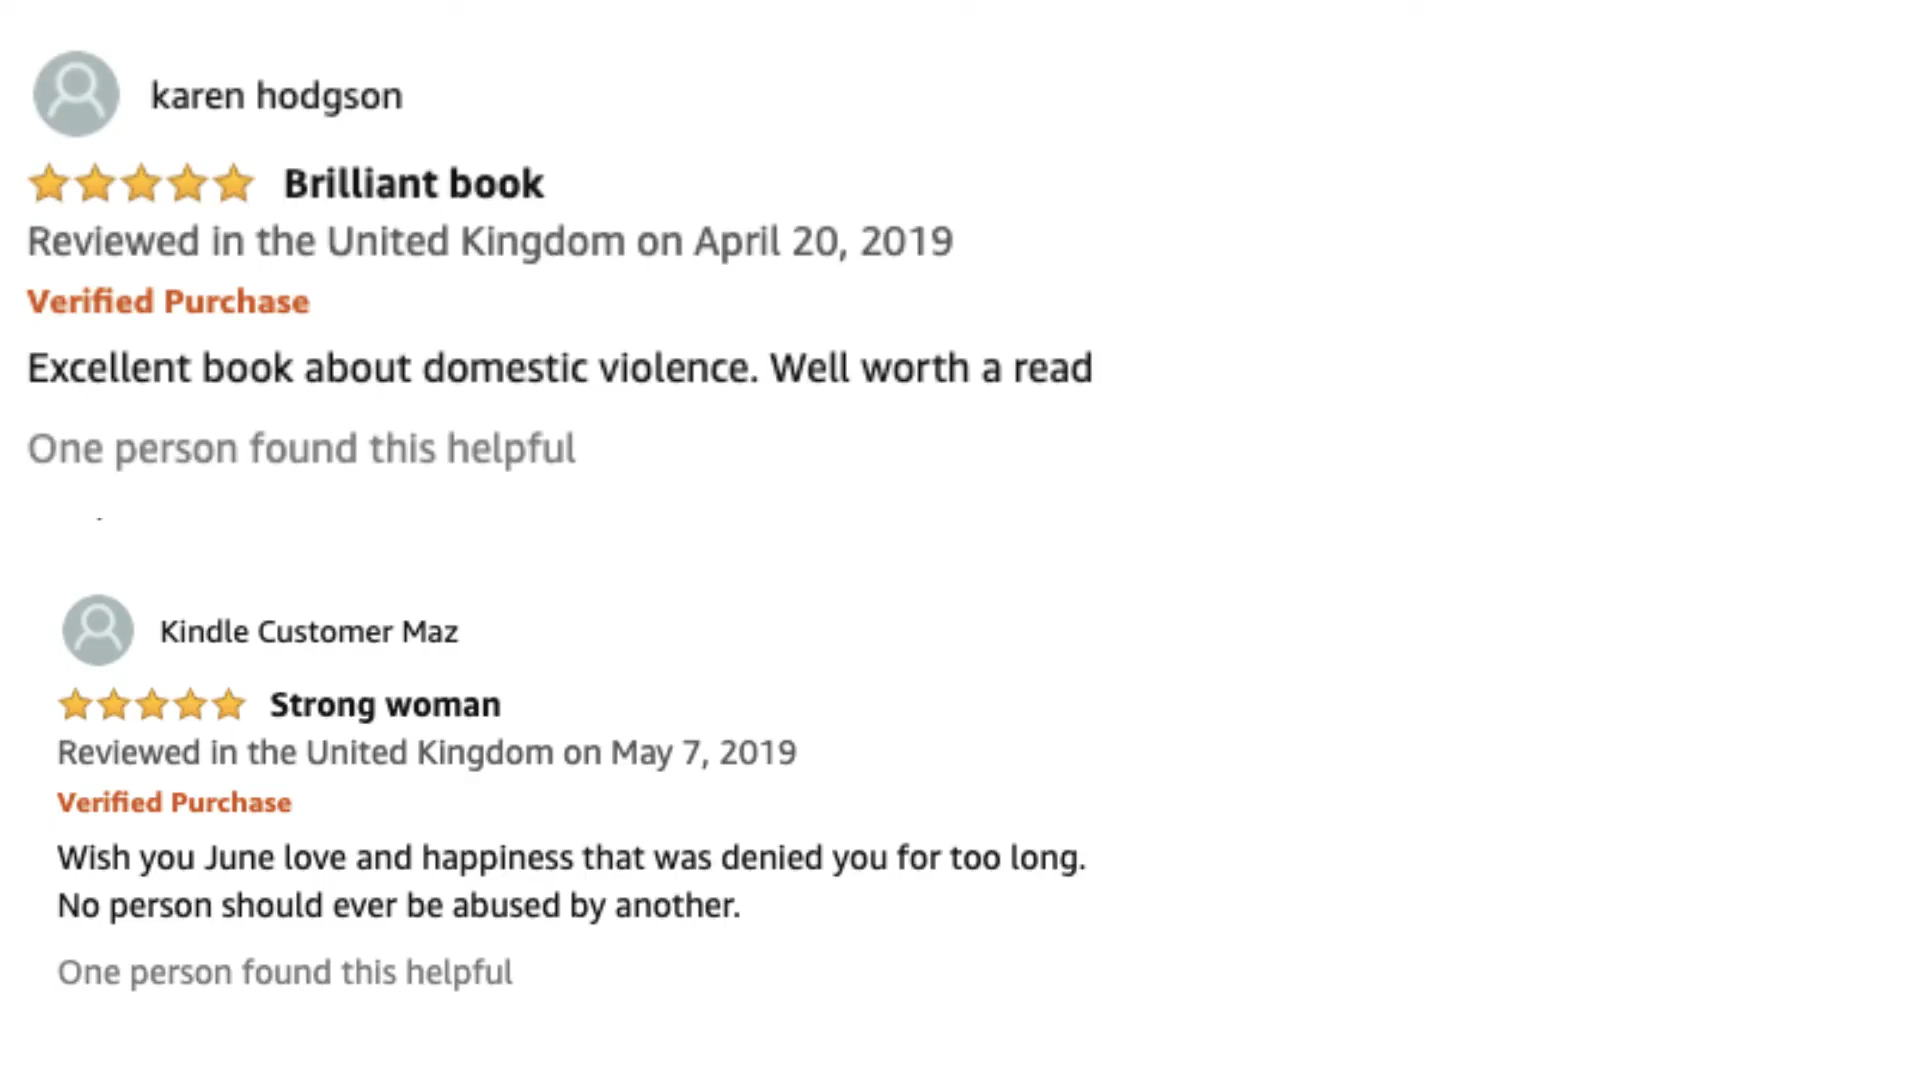 karen hodgson
Brilliant book
Reviewed in the United Kingdom on April 20, 2019
Verified Purchase
Excellent book about domestic violence. Well worth a read
One person found this helpful
Kindle Customer Maz
Strong woman
Reviewed in the United Kingdom on May 7, 2019
Verified Purchase
Wish you June love and happiness that was denied you for too long.
No person should ever be abused by another.
One person found this helpful